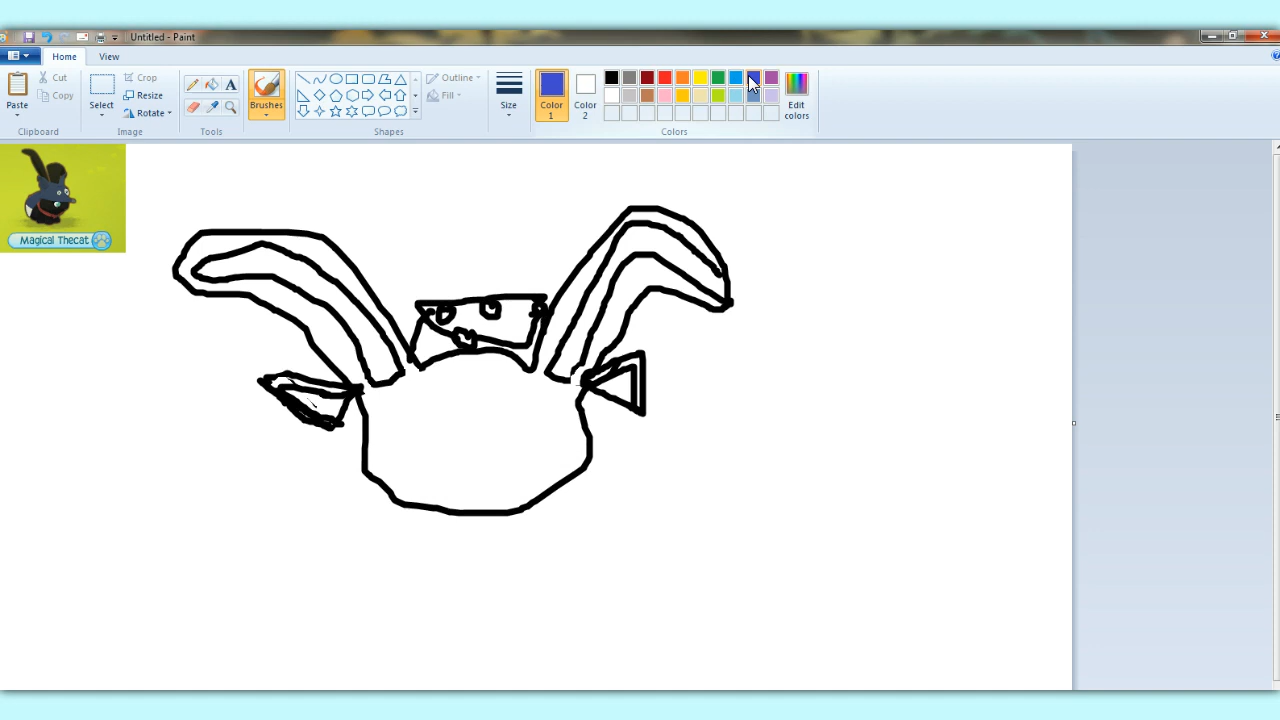 Untitled - Paint
Home View
Paste
Cut
Copy
Clipboard
Select
Crop
Resize
Rotate
Image
A
Tools
Brushes
Outline
Fill
Shapes
Size
Color 1
Color 2
Edit colors
Colors
Magical Thecat